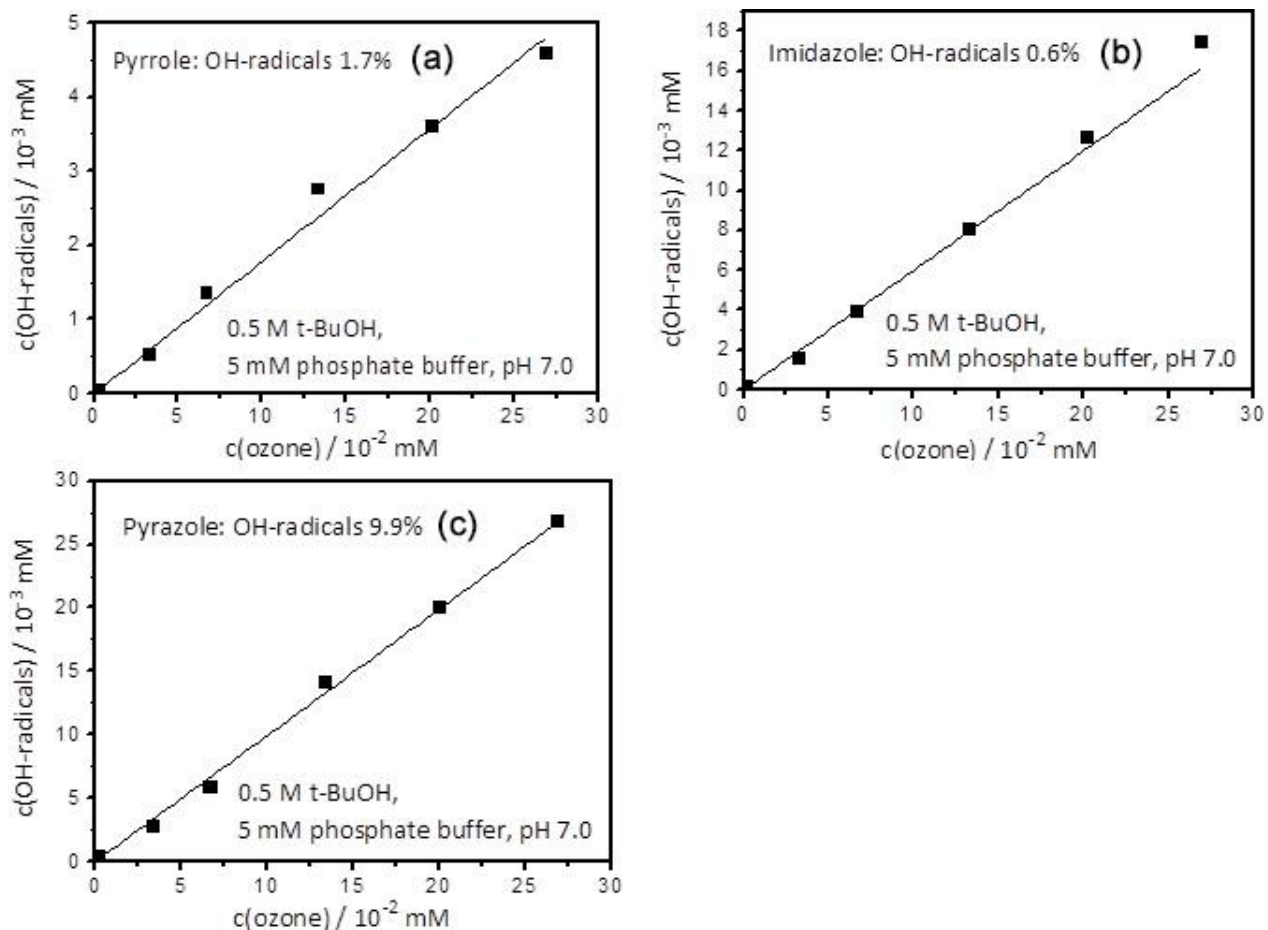 Pyrrole: OH-radicals 1.7% (a)
c(OH-radicals) / 10⁻³ mM
5
4
3
2
1
0
0.5 M t-BuOH,
5 mM phosphate buffer, pH 7.0
0 5 10 15 20 25 30
c(ozone) / 10⁻² mM
Imidazole: OH-radicals 0.6% (b)
c(OH-radicals) / 10⁻³ mM
18
16
14
12
10
8
6
4
2
0
0.5 M t-BuOH,
5 mM phosphate buffer, pH 7.0
0 5 10 15 20 25 30
c(ozone) / 10⁻² mM
Pyrazole: OH-radicals 9.9% (c)
c(OH-radicals) / 10⁻³ mM
30
25
20
15
10
5
0
0.5 M t-BuOH,
5 mM phosphate buffer, pH 7.0
0 5 10 15 20 25 30
c(ozone) / 10⁻² mM